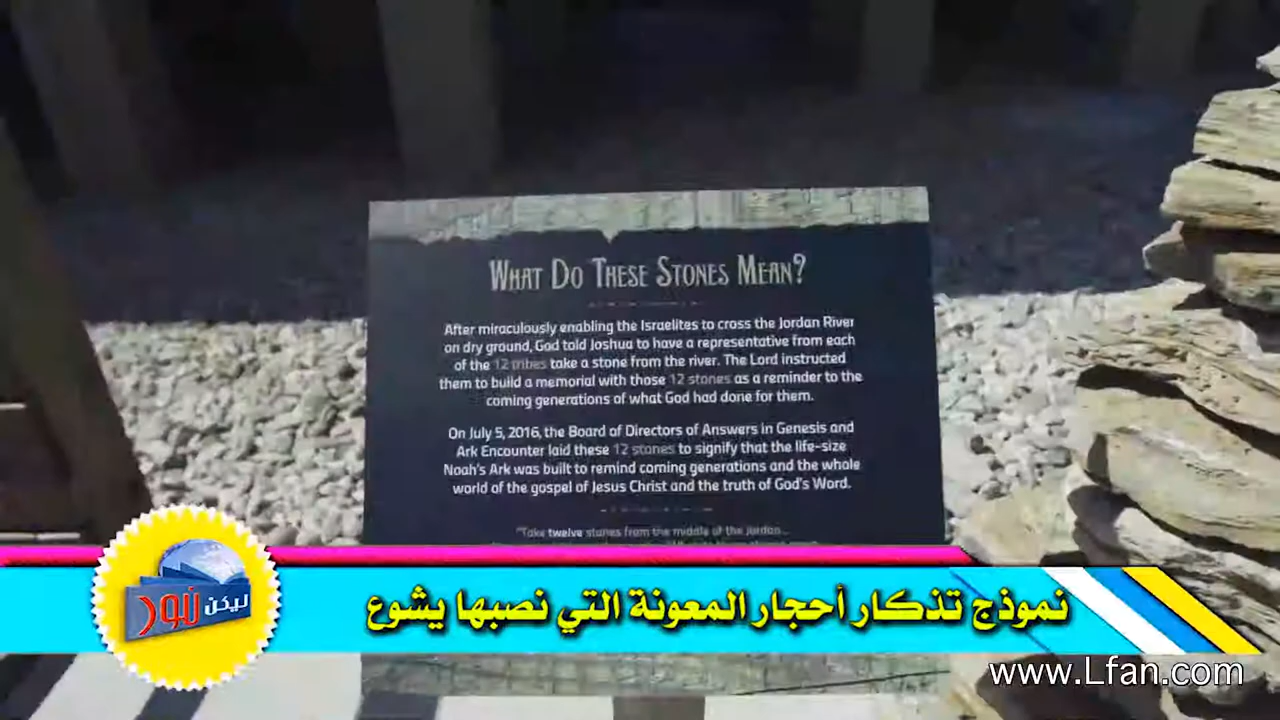 WHAT DO THESE STONES MEAN?
After miraculously enabling the Israelites to cross the Jordan River
on dry ground, God told Joshua to have a representative from each
of the 12 tribes take a stone from the river. The Lord instructed
them to build a memorial with those 12 stones as a reminder to the
coming generations of what God had done for them.
On July 5, 2016, the Board of Directors of Answers in Genesis and
Ark Encounter laid these 12 stones to signify that the life-size
Noah's Ark was built to remind coming generations and the whole
world of the gospel of Jesus Christ and the truth of God's Word.
"Take twelve stones from the middle of the Jordan...
ليكن نور
نموذج تذكار أحجار المعونة التي نصبها يشوع
www.Lfan.com